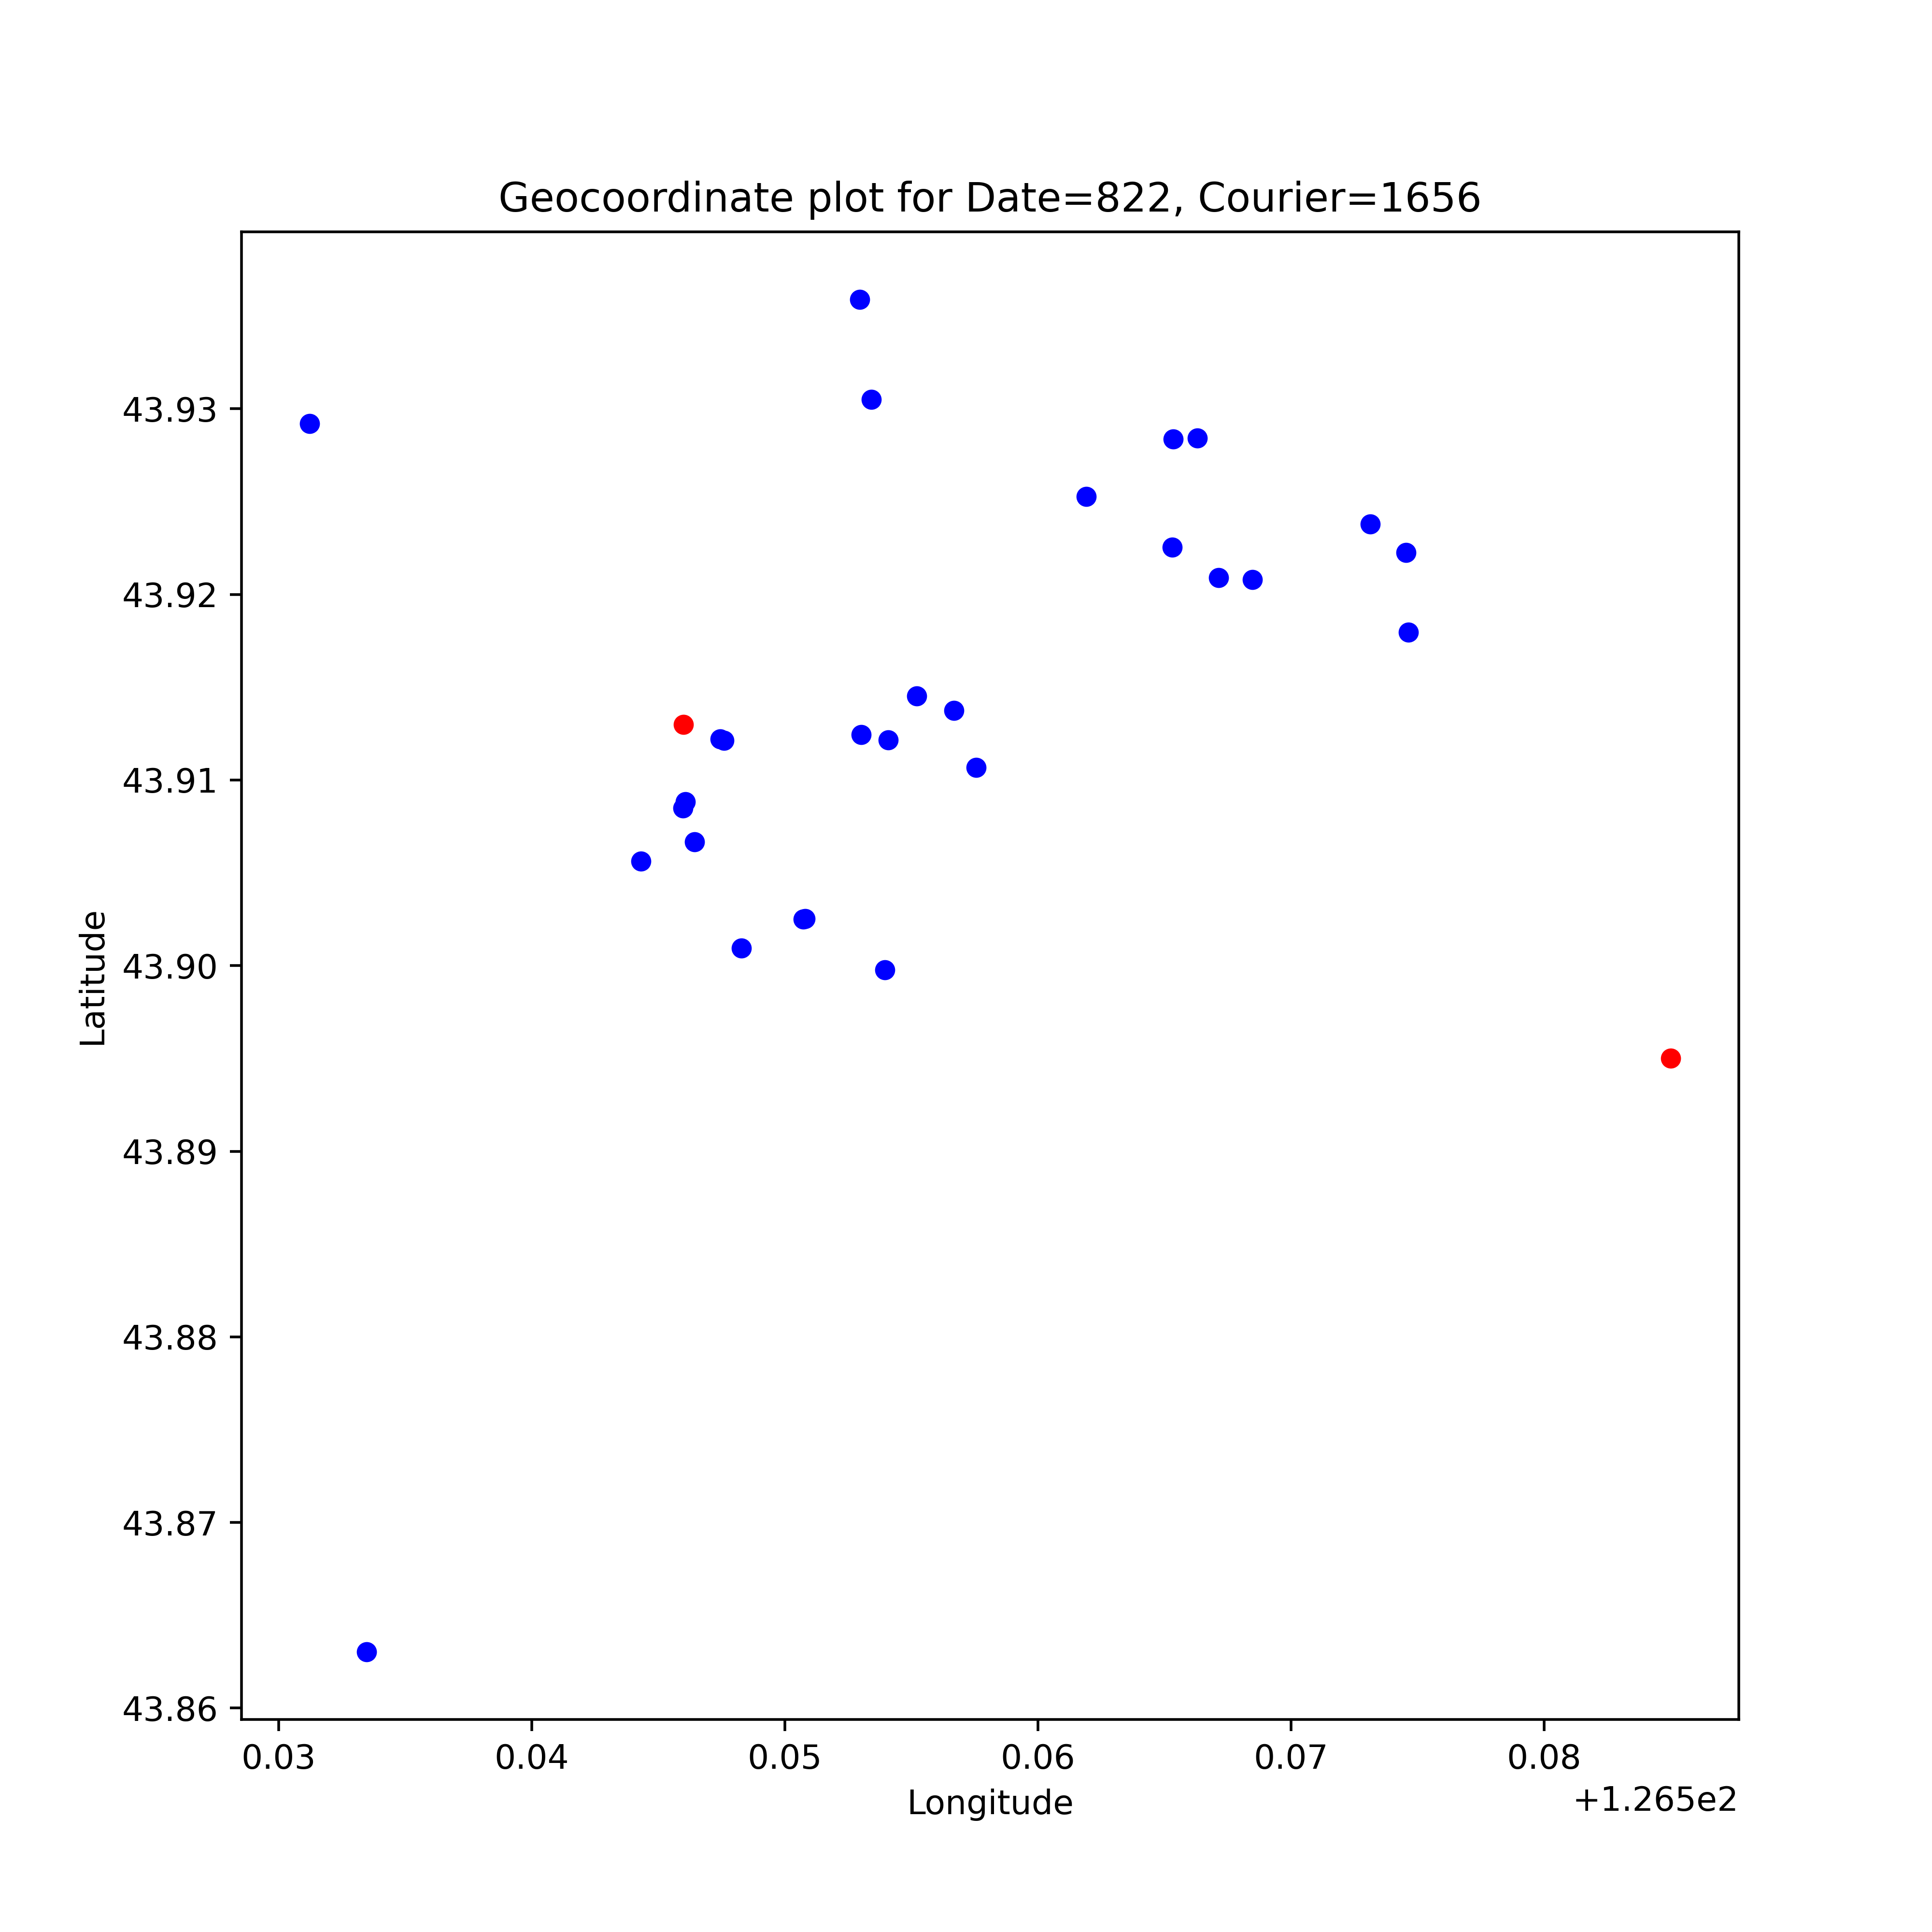 Geocoordinate plot for Date=822, Courier=1656
43.93
43.92
43.91
43.90
43.89
43.88
43.87
43.86
Latitude
0.03 0.04 0.05 0.06 0.07 0.08
Longitude
+1.265e2